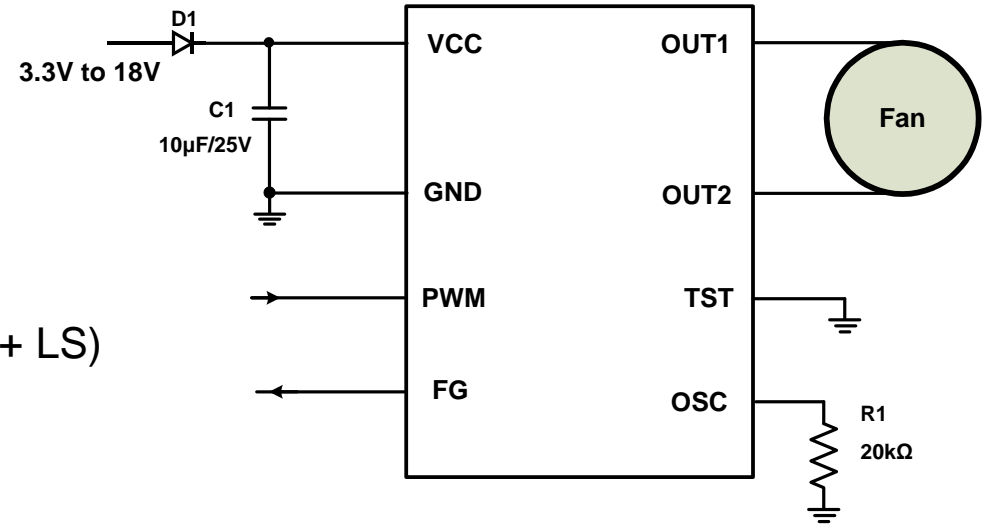 D1
3.3V to 18V
C1
10µF/25V
VCC
OUT1
Fan
GND
OUT2
PWM
TST
+ LS)
FG
OSC
R1
20kΩ